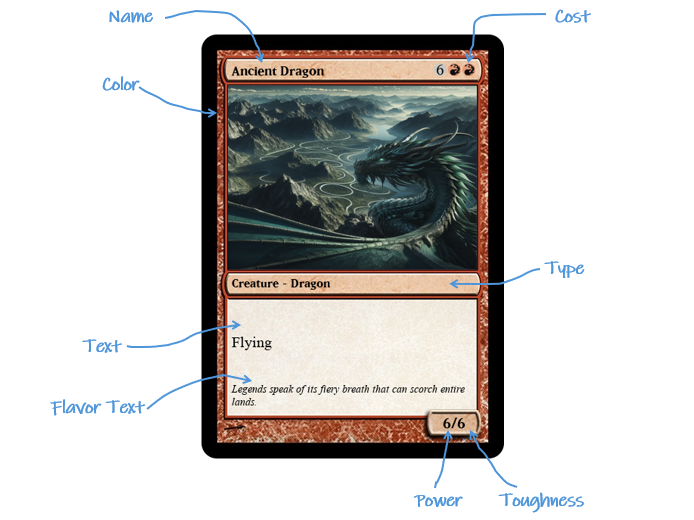 Name
Cost
Ancient Dragon 6
Color
Creature - Dragon
Type
Text
Flying
Flavor Text
Legends speak of its fiery breath that can scorch entire
lands.
6/6
Power
Toughness